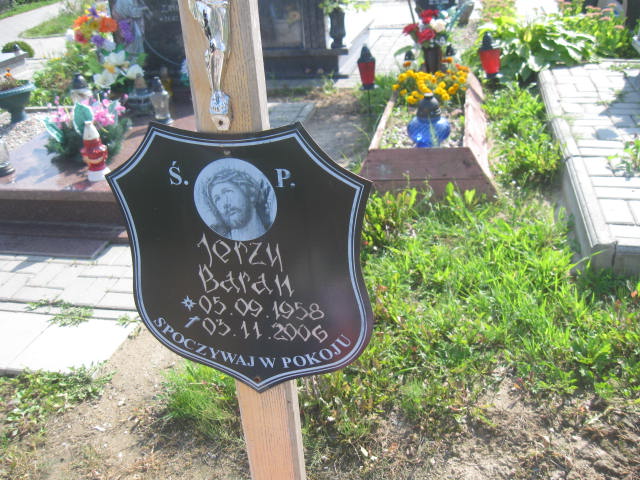 Ś. P.
Jerzy
Baran
* 05.09.1958
† 03.11.2006
SPOCZYWAJ W POKOJU